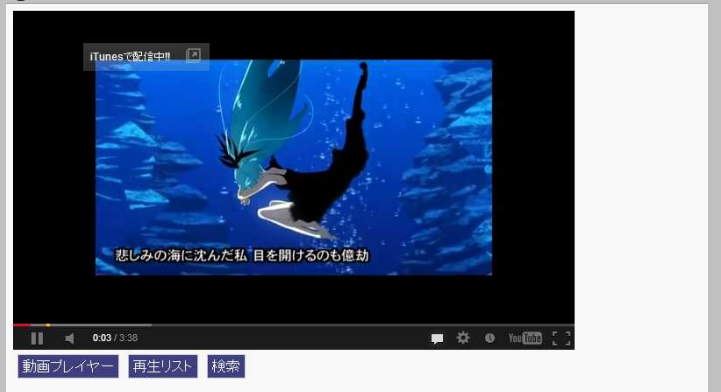 iTunesで配信中!!
悲しみの海に沈んだ私 目を開けるのも億劫
0:03 / 3:38
YouTube
動画プレイヤー 再生リスト 検索